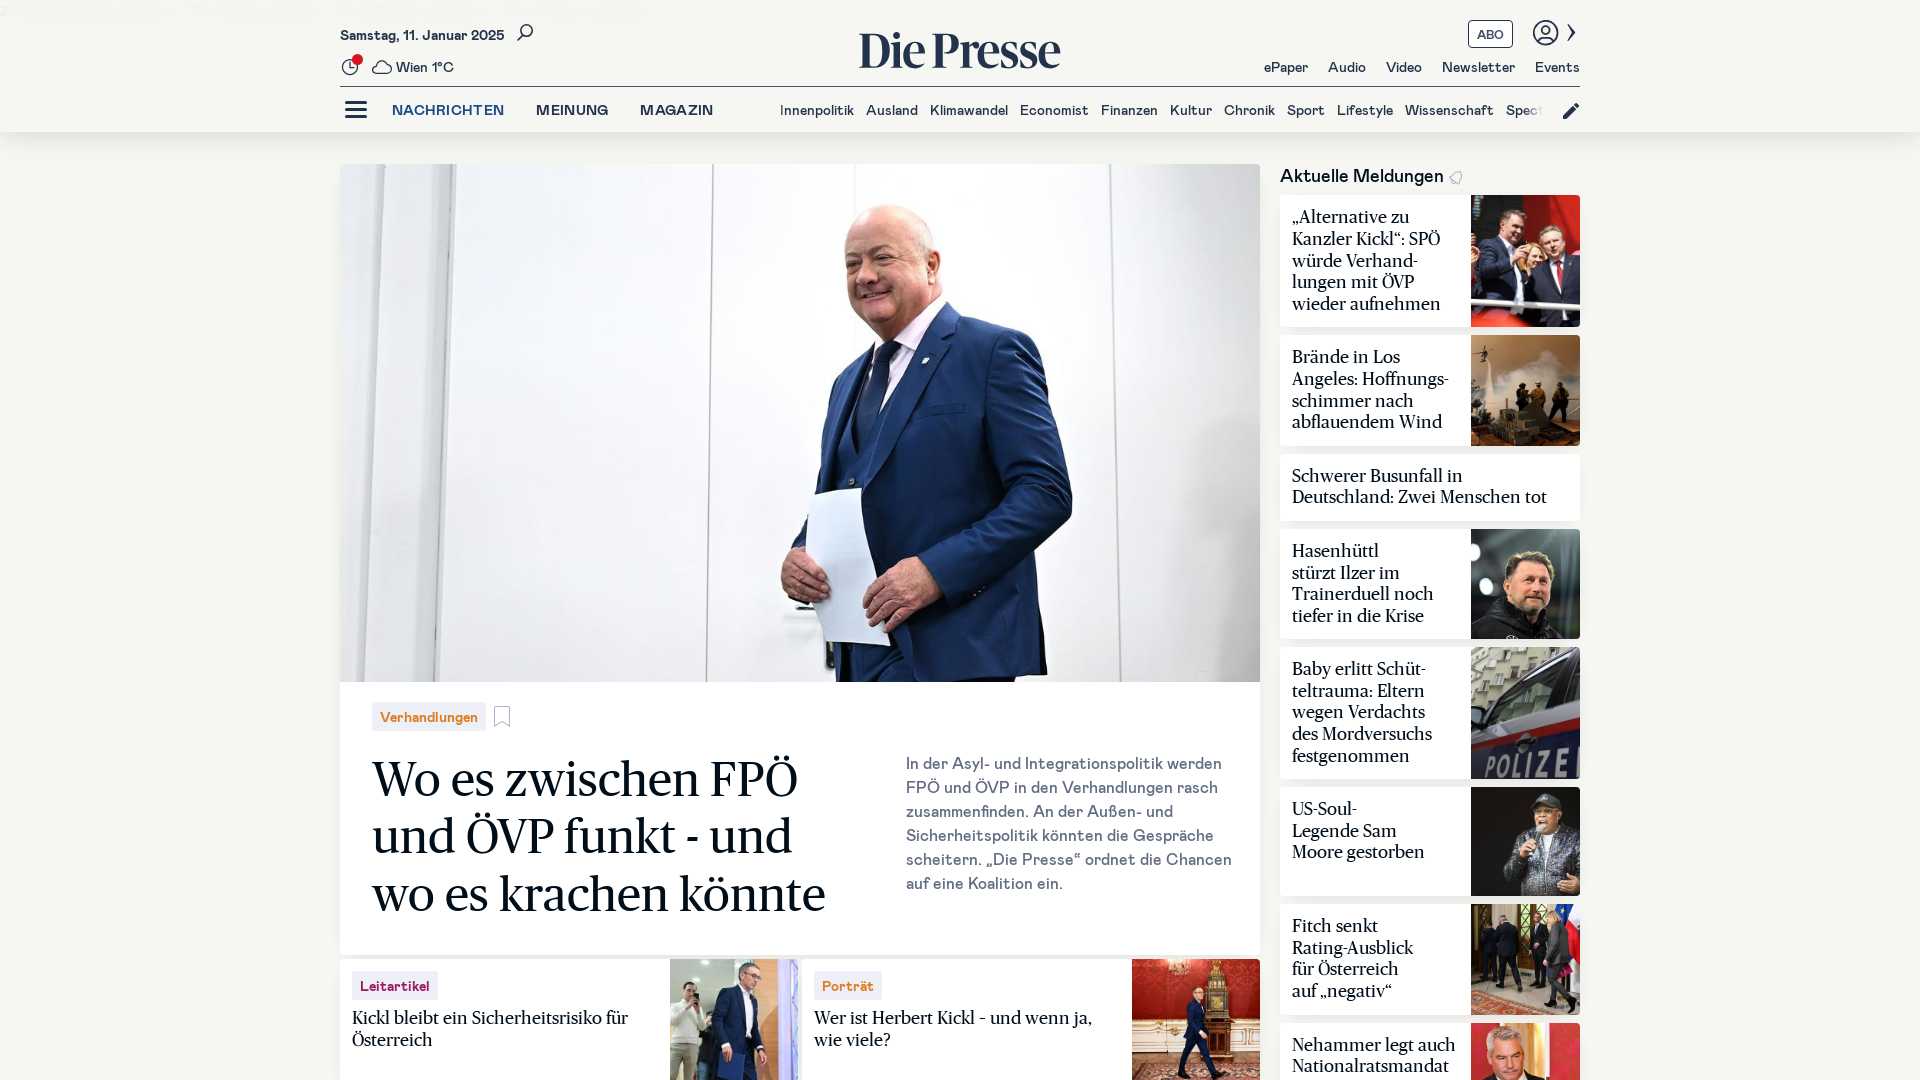 Samstag, 11. Januar 2025
Wien 1°C
Die Presse
ABO
ePaper Audio Video Newsletter Events
NACHRICHTEN MEINUNG MAGAZIN
Innenpolitik Ausland Klimawandel Economist Finanzen Kultur Chronik Sport Lifestyle Wissenschaft Spect
Verhandlungen
Wo es zwischen FPÖ
und ÖVP funkt - und
wo es krachen könnte
In der Asyl- und Integrationspolitik werden
FPÖ und ÖVP in den Verhandlungen rasch
zusammenfinden. An der Außen- und
Sicherheitspolitik könnten die Gespräche
scheitern. „Die Presse“ ordnet die Chancen
auf eine Koalition ein.
Leitartikel
Kickl bleibt ein Sicherheitsrisiko für
Österreich
Porträt
Wer ist Herbert Kickl – und wenn ja,
wie viele?
Aktuelle Meldungen
„Alternative zu
Kanzler Kickl“: SPÖ
würde Verhand-
lungen mit ÖVP
wieder aufnehmen
Brände in Los
Angeles: Hoffnungs-
schimmer nach
abflauendem Wind
Schwerer Busunfall in
Deutschland: Zwei Menschen tot
Hasenhüttl
stürzt Ilzer im
Trainerduell noch
tiefer in die Krise
Baby erlitt Schüt-
teltrauma: Eltern
wegen Verdachts
des Mordversuchs
festgenommen
POLIZEI
US-Soul-
Legende Sam
Moore gestorben
Fitch senkt
Rating-Ausblick
für Österreich
auf „negativ“
Nehammer legt auch
Nationalratsmandat